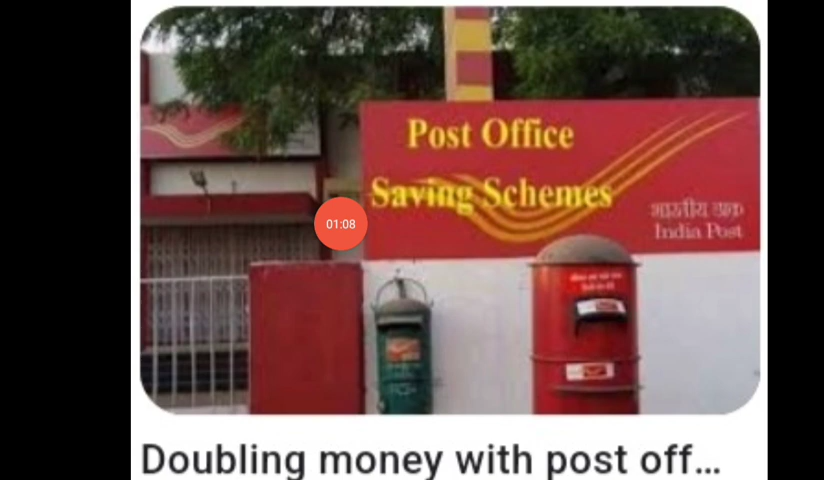 Post Office
Saving Schemes
भारतीय डाक
India Post
01:08
Doubling money with post off...